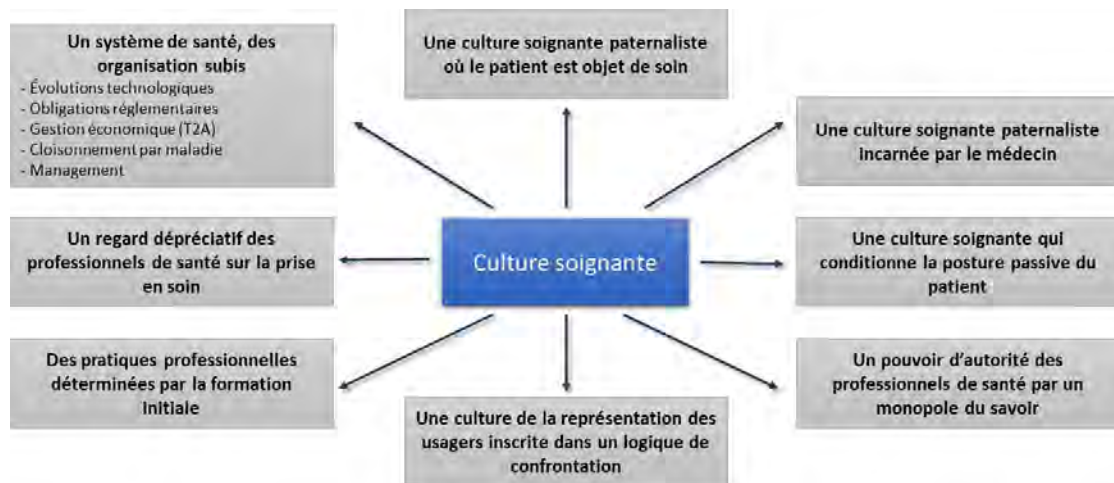 Un système de santé, des
organisation subis
- Évolutions technologiques
- Obligations réglementaires
- Gestion économique (T2A)
- Cloisonnement par maladie
- Management
Une culture soignante paternaliste
où le patient est objet de soin
Une culture soignante paternaliste
incarnée par le médecin
Un regard dépréciatif des
professionnels de santé sur la prise
en soin
Culture soignante
Une culture soignante qui
conditionne la posture passive du
patient
Des pratiques professionnelles
déterminées par la formation
initiale
Une culture de la représentation des
usagers inscrite dans un logique de
confrontation
Un pouvoir d'autorité des
professionnels de santé par un
monopole du savoir